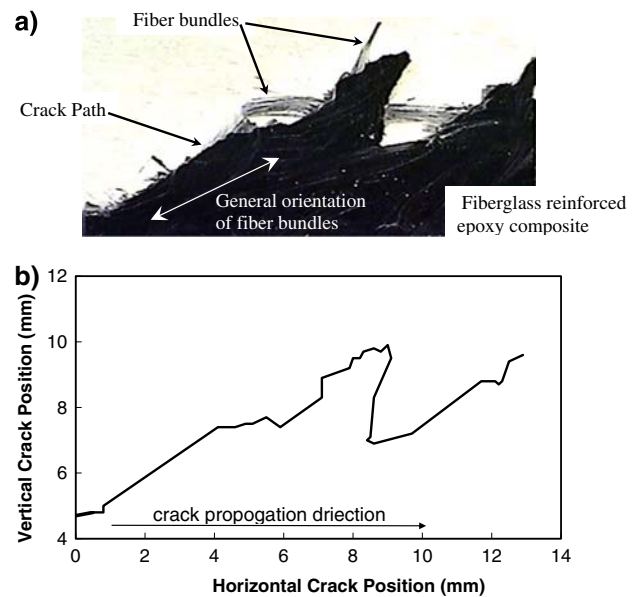 a)
Fiber bundles
Crack Path
General orientation
of fiber bundles
Fiberglass reinforced
epoxy composite
b)
12
10
8
6
4
Vertical Crack Position (mm)
crack propogation driection
0 2 4 6 8 10 12 14
Horizontal Crack Position (mm)